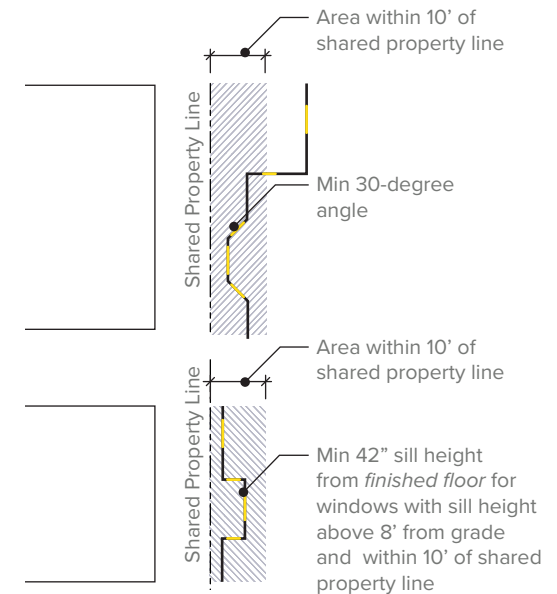 Area within 10’ of
shared property line
Shared Property Line
Min 30-degree
angle
Area within 10’ of
shared property line
Shared Property Line
Min 42” sill height
from finished floor for
windows with sill height
above 8’ from grade
and within 10’ of shared
property line